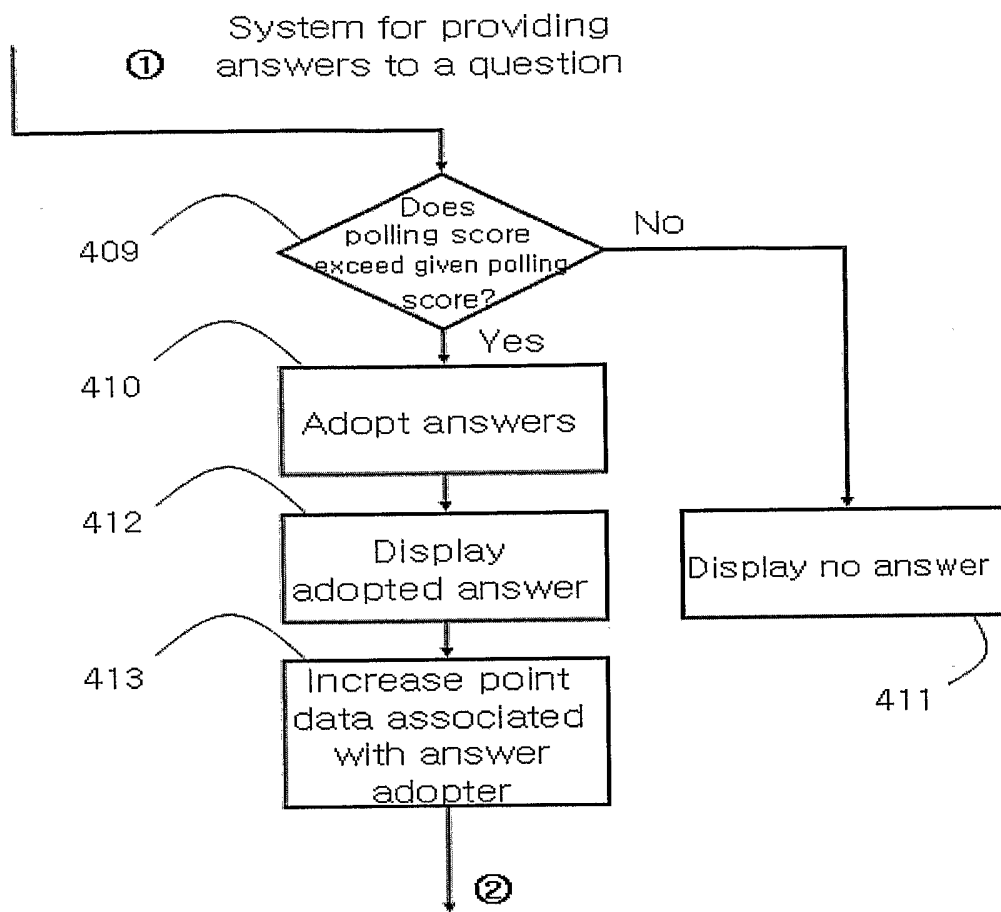 System for providing
① answers to a question
Does
polling score
exceed given polling
score?
No
409
Yes
410
Adopt answers
412
Display
adopted answer
Display no answer
413
Increase point
data associated
with answer
adopter
411
②